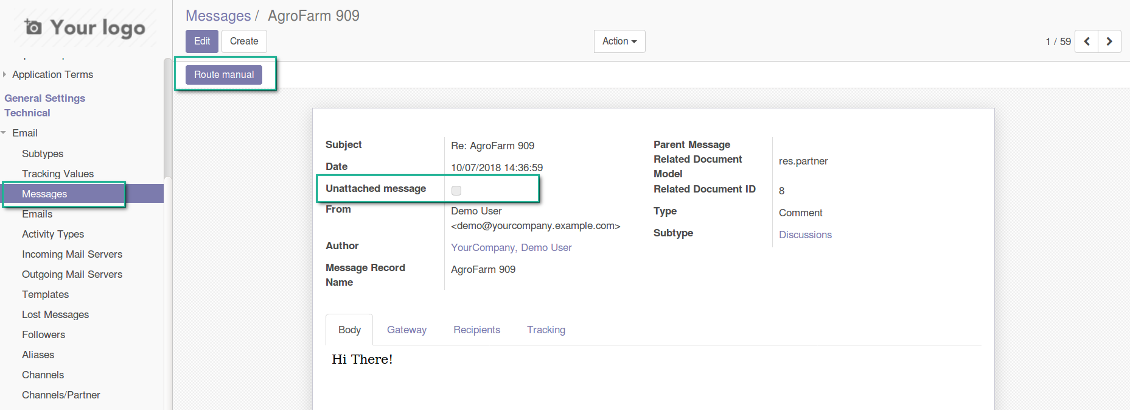 Your logo
Application Terms
General Settings
Technical
Email
Subtypes
Tracking Values
Messages
Emails
Activity Types
Incoming Mail Servers
Outgoing Mail Servers
Templates
Lost Messages
Followers
Aliases
Channels
Channels/Partner
Messages / AgroFarm 909
Edit Create Action 1 / 59
Route manual
Subject Re: AgroFarm 909
Date 10/07/2018 14:36:59
Unattached message
From Demo User
<demo@yourcompany.example.com>
Author YourCompany, Demo User
Message Record
Name AgroFarm 909
Parent Message
Related Document
Model res.partner
Related Document ID 8
Type Comment
Subtype Discussions
Body Gateway Recipients Tracking
Hi There!